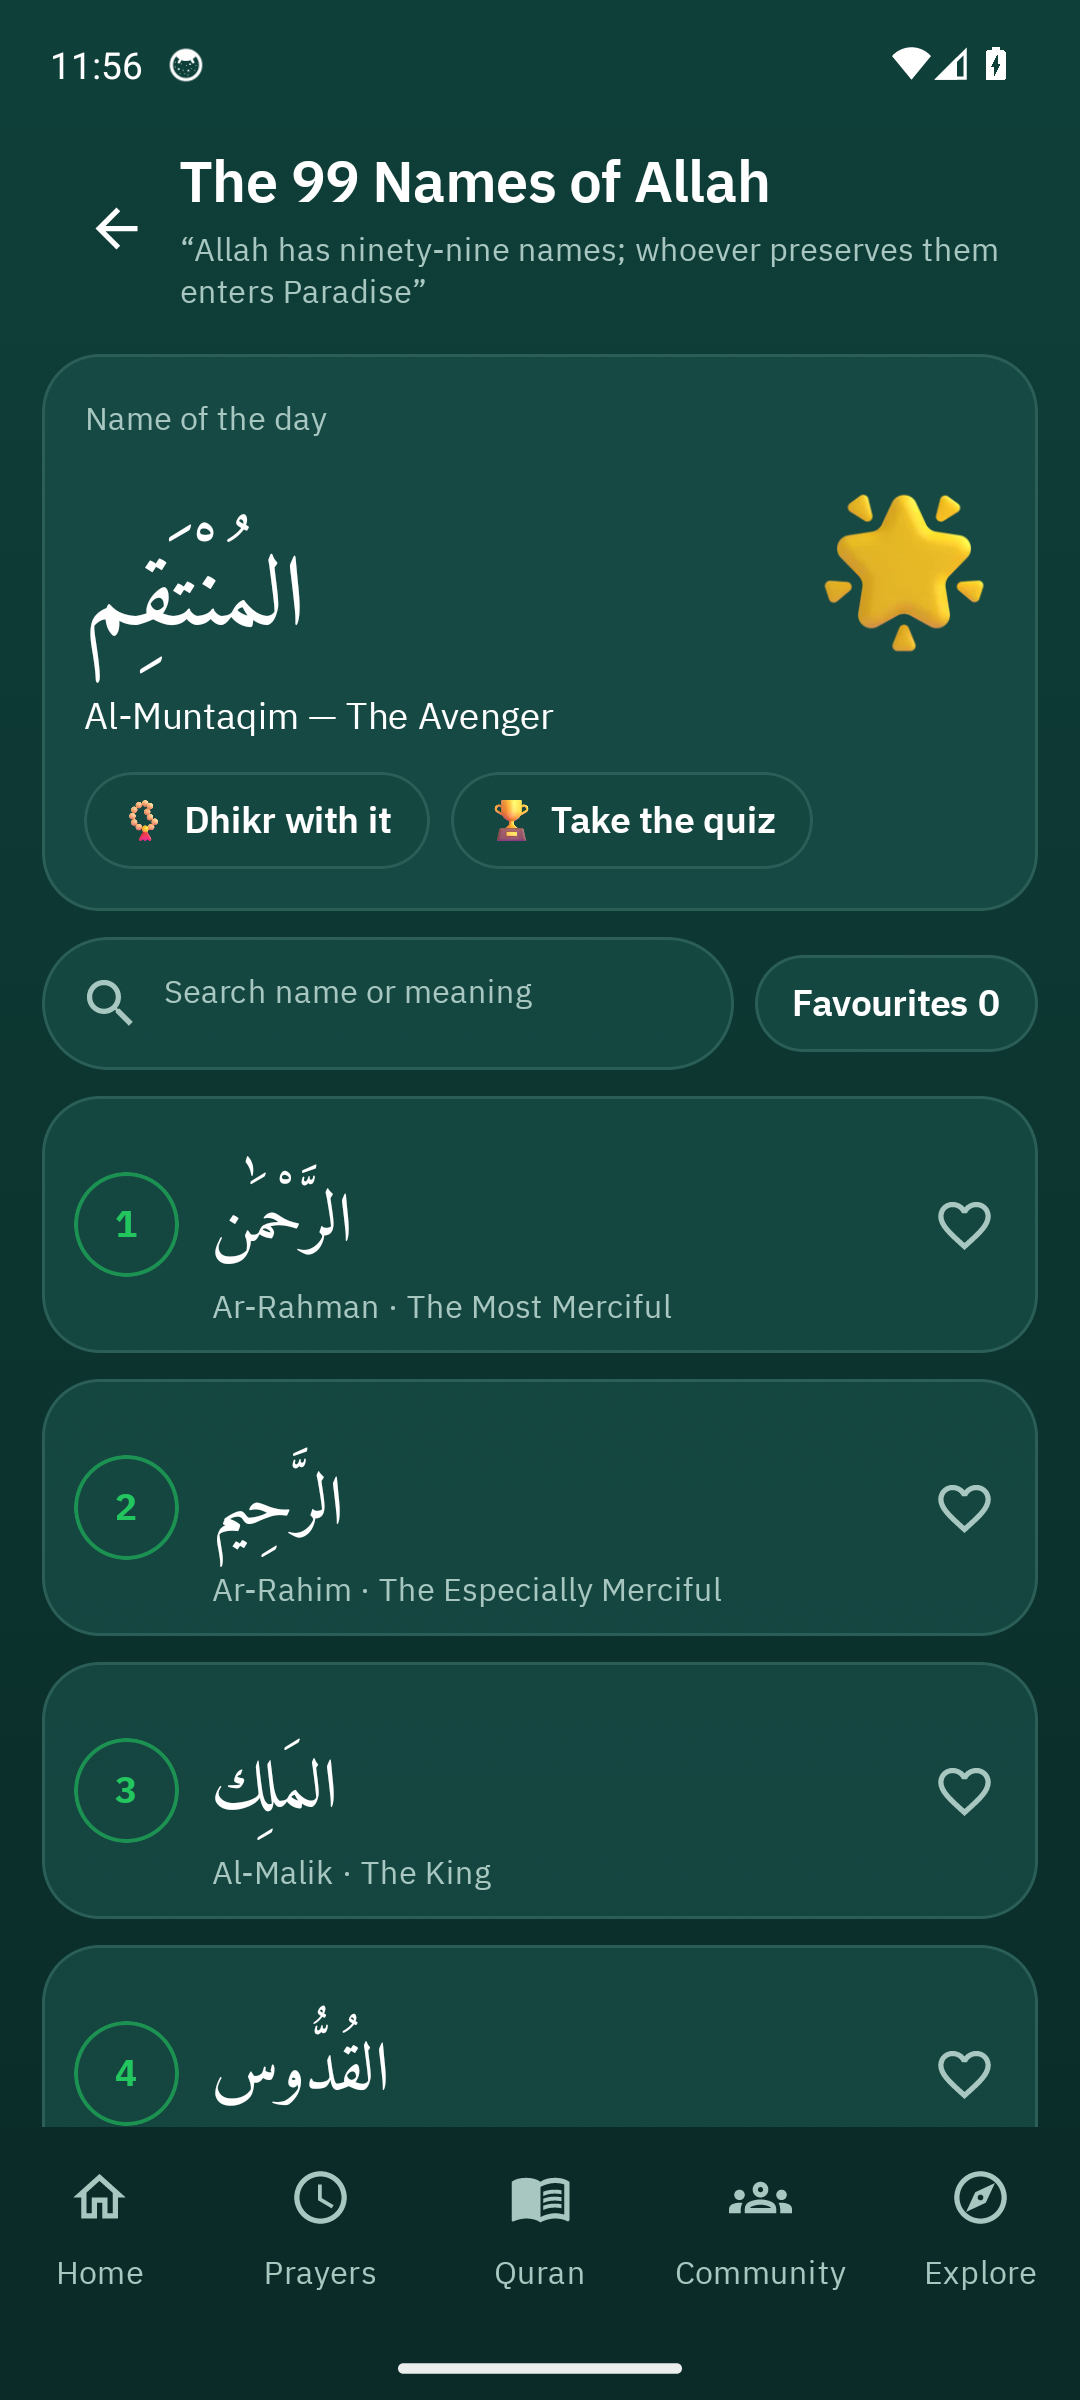 11:56
The 99 Names of Allah
“Allah has ninety-nine names; whoever preserves them
enters Paradise”
Name of the day
المُنْتَقِم
Al-Muntaqim — The Avenger
Dhikr with it
Take the quiz
Search name or meaning
Favourites 0
1
الرَّحْمَٰن
Ar-Rahman · The Most Merciful
2
الرَّحِيم
Ar-Rahim · The Especially Merciful
3
المَلِك
Al-Malik · The King
4
القُدُّوس
Home
Prayers
Quran
Community
Explore